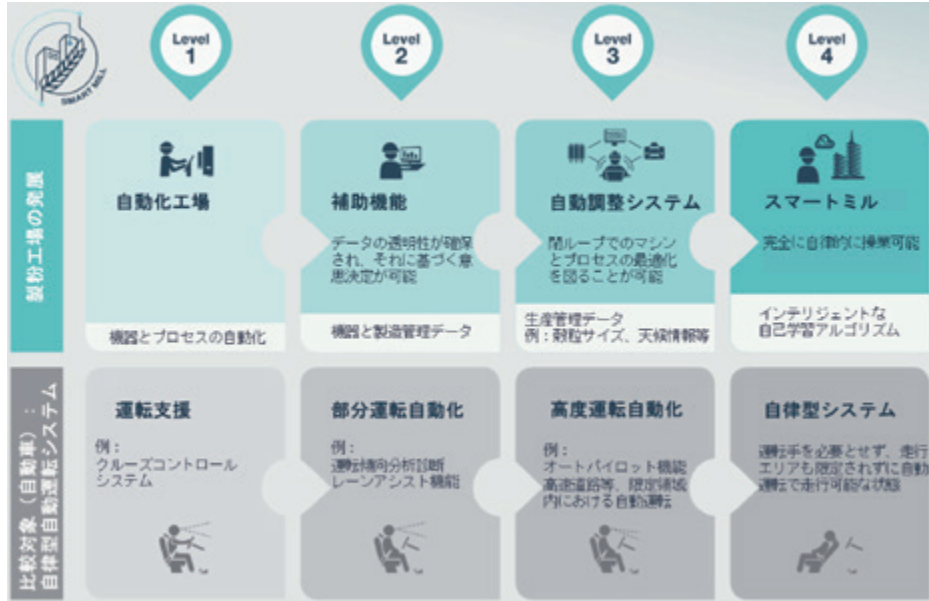 SMART MILL
Level
1
Level
2
Level
3
Level
4
製粉工場の発展
自動化工場
機器とプロセスの自動化
補助機能
データの透明性が確保
され、それに基づく意
思決定が可能
機器と製造管理データ
自動調整システム
閉ループでのマシン
とプロセスの最適化
を図ることが可能
生産管理データ
例：穀粒サイズ、天候情報等
スマートミル
完全に自律的に操業可能
インテリジェントな
自己学習アルゴリズム
比較対象（自動車）：
自律型自動運転システム
運転支援
例：
クルーズコントロール
システム
部分運転自動化
例：
運転傾向分析診断
レーンアシスト機能
高度運転自動化
例：
オートパイロット機能
高速道路等、限定領域
内における自動運転
自律型システム
運転手を必要とせず、走行
エリアも限定されずに自動
運転で走行可能な状態